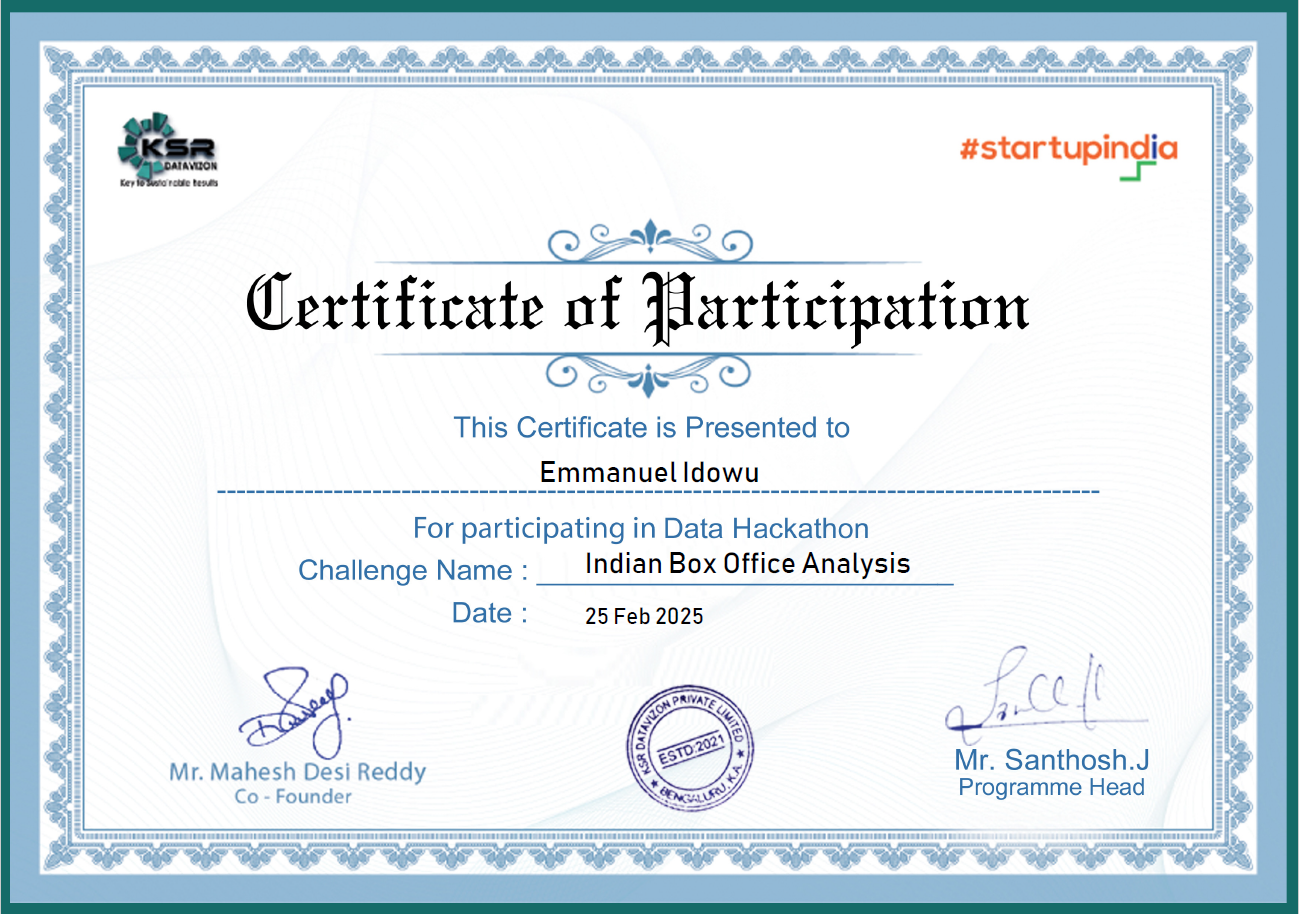 KSR
DATAVIZON
Key to Sustainable Results
#startupindia
Certificate of Participation
This Certificate is Presented to
Emmanuel Idowu
For participating in Data Hackathon
Challenge Name : Indian Box Office Analysis
Date : 25 Feb 2025
KSR DATAVIZON PRIVATE LIMITED
ESTD:2021
★ BENGALURU, K.A. ★
Mr. Mahesh Desi Reddy
Co - Founder
Mr. Santhosh.J
Programme Head